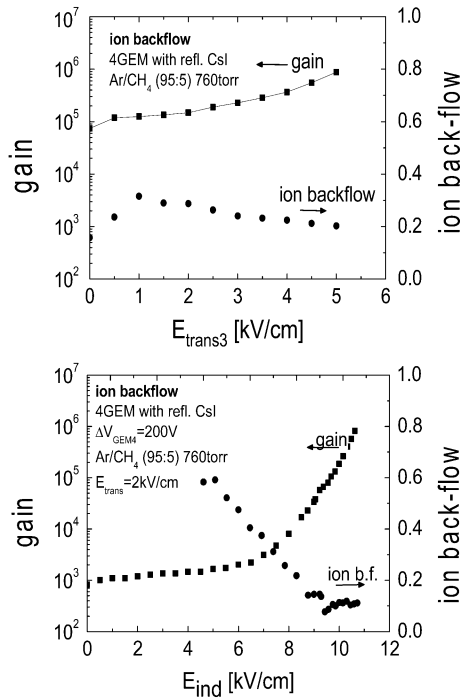 ion backflow
4GEM with refl. CsI
Ar/CH4 (95:5) 760torr
gain
ion backflow
10^7
10^6
10^5
10^4
10^3
10^2
gain
1.0
0.8
0.6
0.4
0.2
0.0
ion back-flow
0 1 2 3 4 5 6
E_trans3 [kV/cm]
ion backflow
4GEM with refl. CsI
ΔV_GEM4=200V
Ar/CH4 (95:5) 760torr
E_trans=2kV/cm
gain
ion b.f.
10^7
10^6
10^5
10^4
10^3
10^2
gain
1.0
0.8
0.6
0.4
0.2
0.0
ion back-flow
0 2 4 6 8 10 12
E_ind [kV/cm]